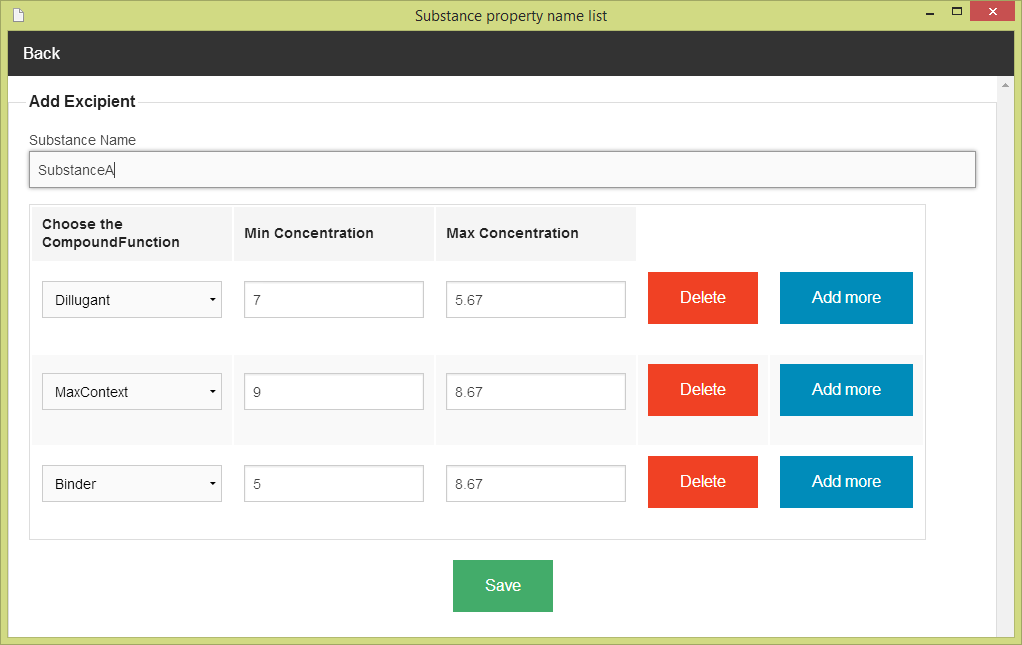 Substance property name list
Back
Add Excipient
Substance Name
SubstanceA
Choose the
CompoundFunction
Min Concentration
Max Concentration
Dillugant
7
5.67
Delete
Add more
MaxContext
9
8.67
Delete
Add more
Binder
5
8.67
Delete
Add more
Save